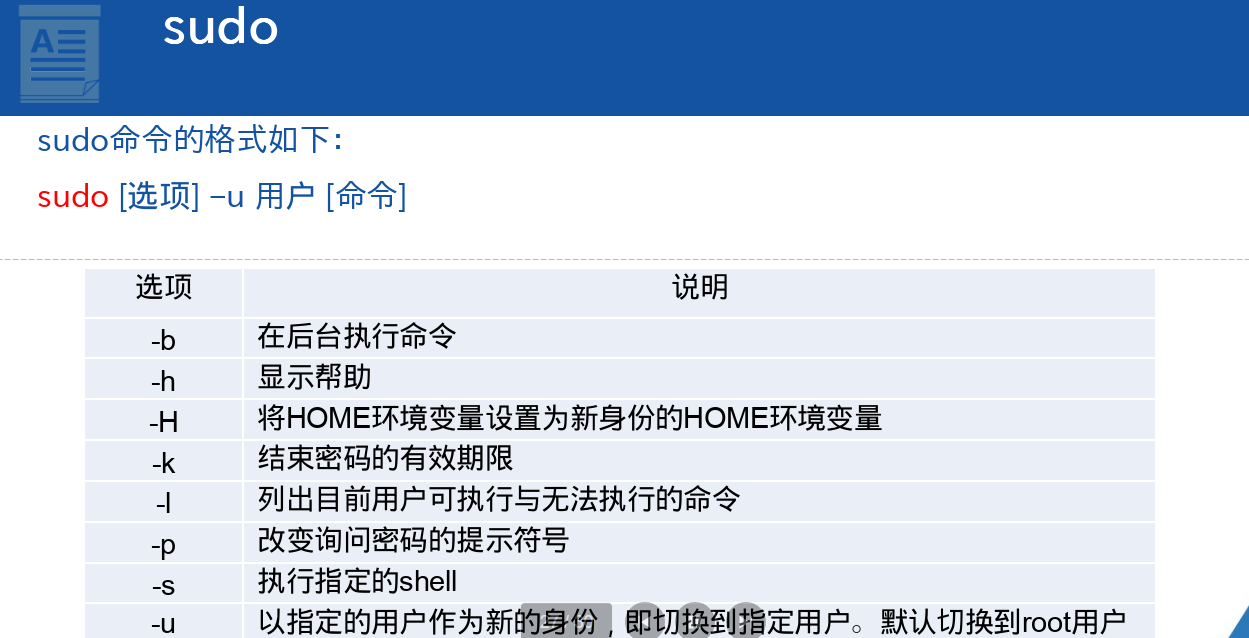 sudo
sudo命令的格式如下：
sudo [选项] –u 用户 [命令]
选项 说明
-b 在后台执行命令
-h 显示帮助
-H 将HOME环境变量设置为新身份的HOME环境变量
-k 结束密码的有效期限
-l 列出目前用户可执行与无法执行的命令
-p 改变询问密码的提示符号
-s 执行指定的shell
-u 以指定的用户作为新的身份，即切换到指定用户。默认切换到root用户